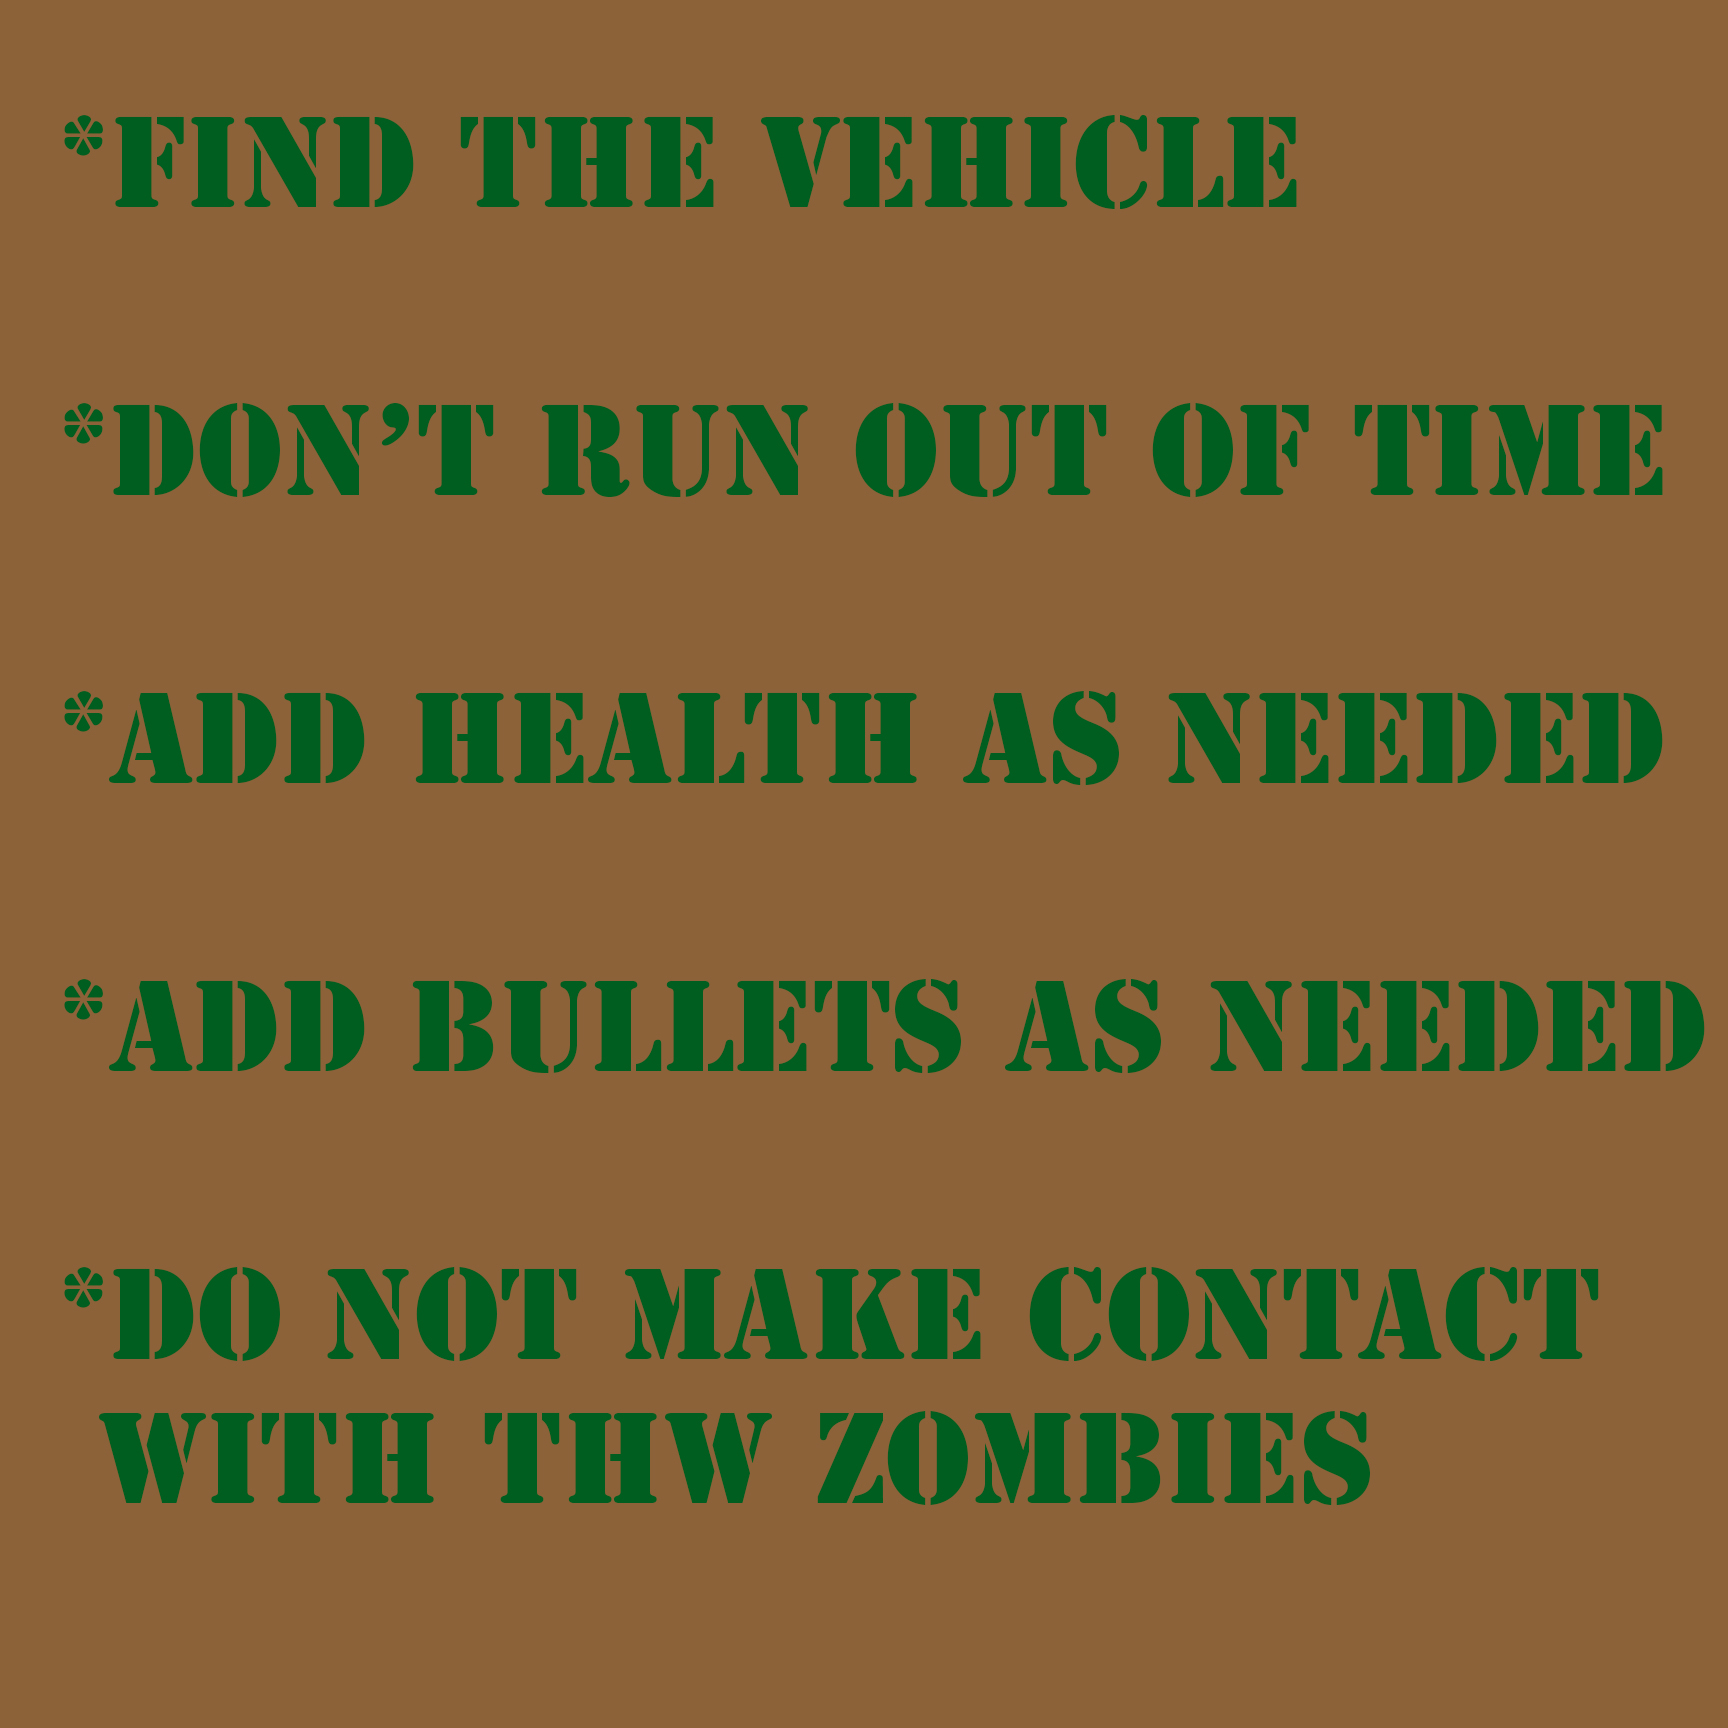 *FIND THE VEHICLE
*DON’T RUN OUT OF TIME
*ADD HEALTH AS NEEDED
*ADD BULLETS AS NEEDED
*DO NOT MAKE CONTACT
WITH THW ZOMBIES